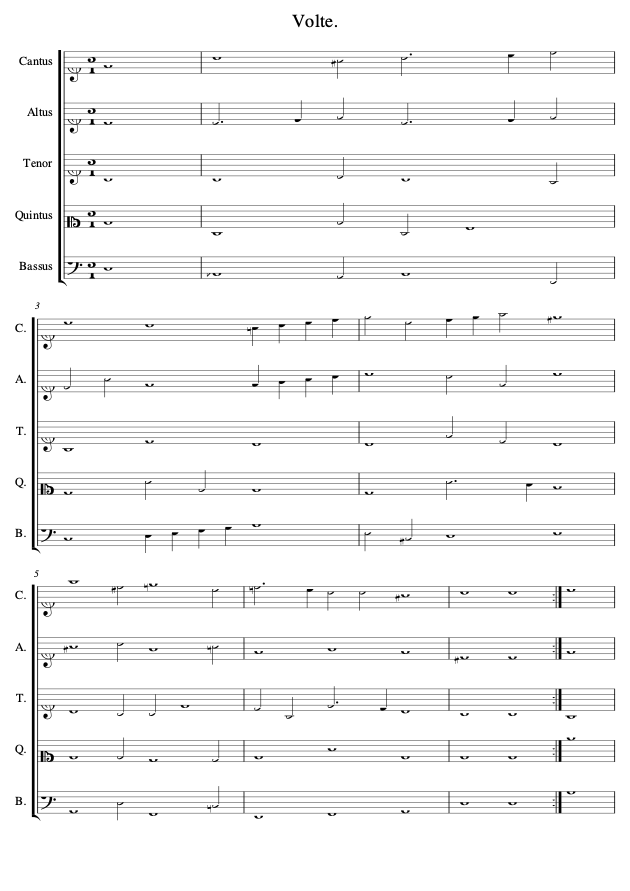 Volte.
Cantus
Altus
Tenor
Quintus
Bassus
3
C.
A.
T.
Q.
B.
5
C.
A.
T.
Q.
B.